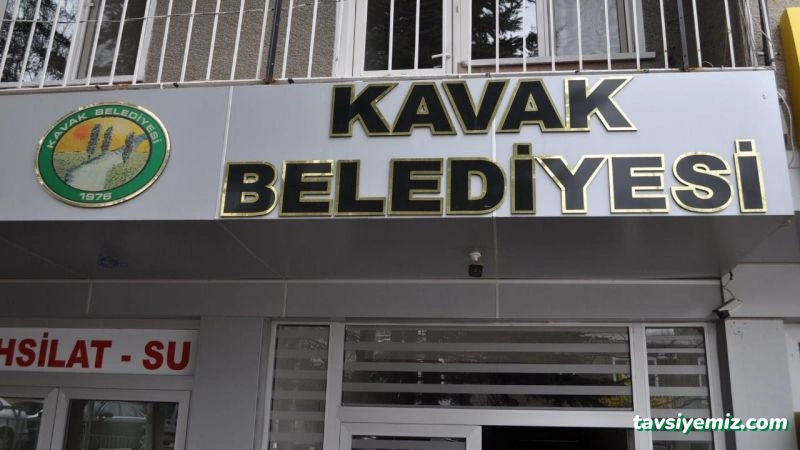 KAVAK
BELEDİYESİ
KAVAK BELEDİYESİ
1976
HSİLAT - SU
tavsiyemiz.com